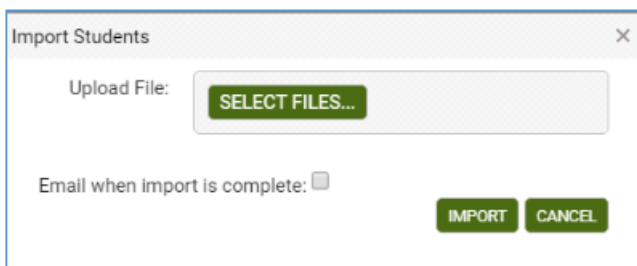 Import Students
Upload File:
SELECT FILES...
Email when import is complete:
IMPORT CANCEL